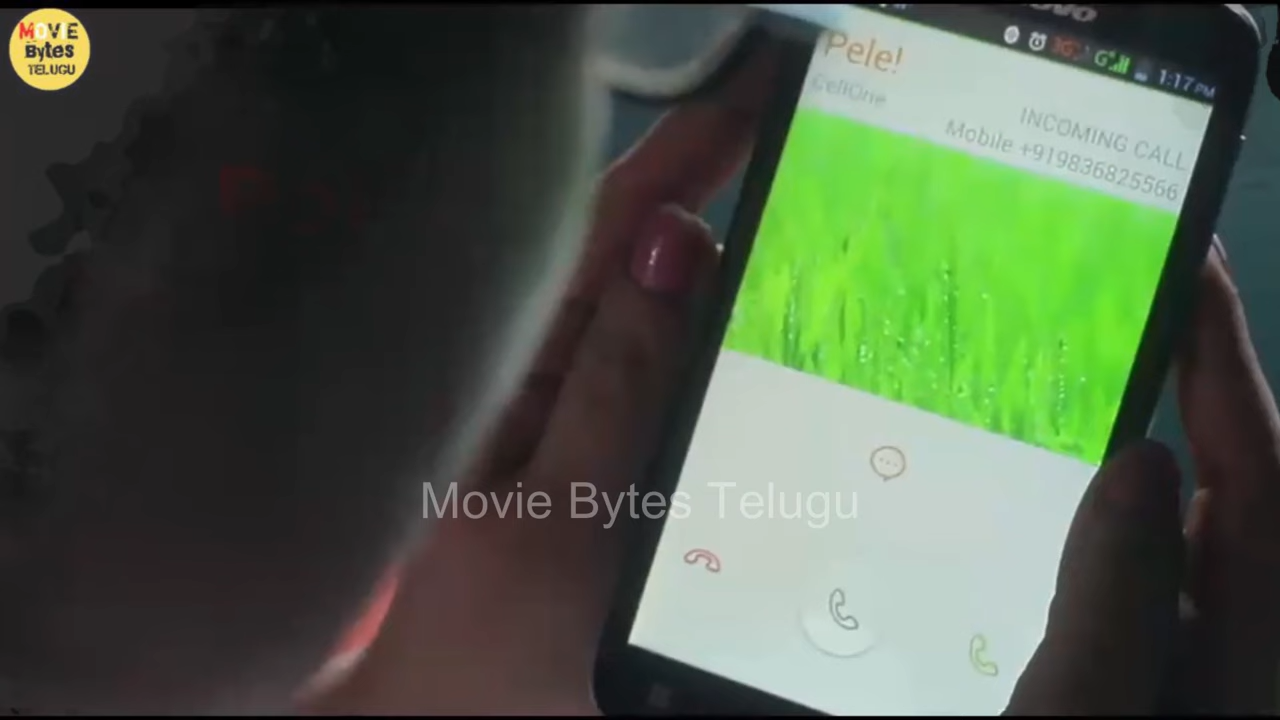 MOVIE
Bytes
TELUGU
1:17 PM
Pele!
CellOne
INCOMING CALL
Mobile +919836825566
Movie Bytes Telugu